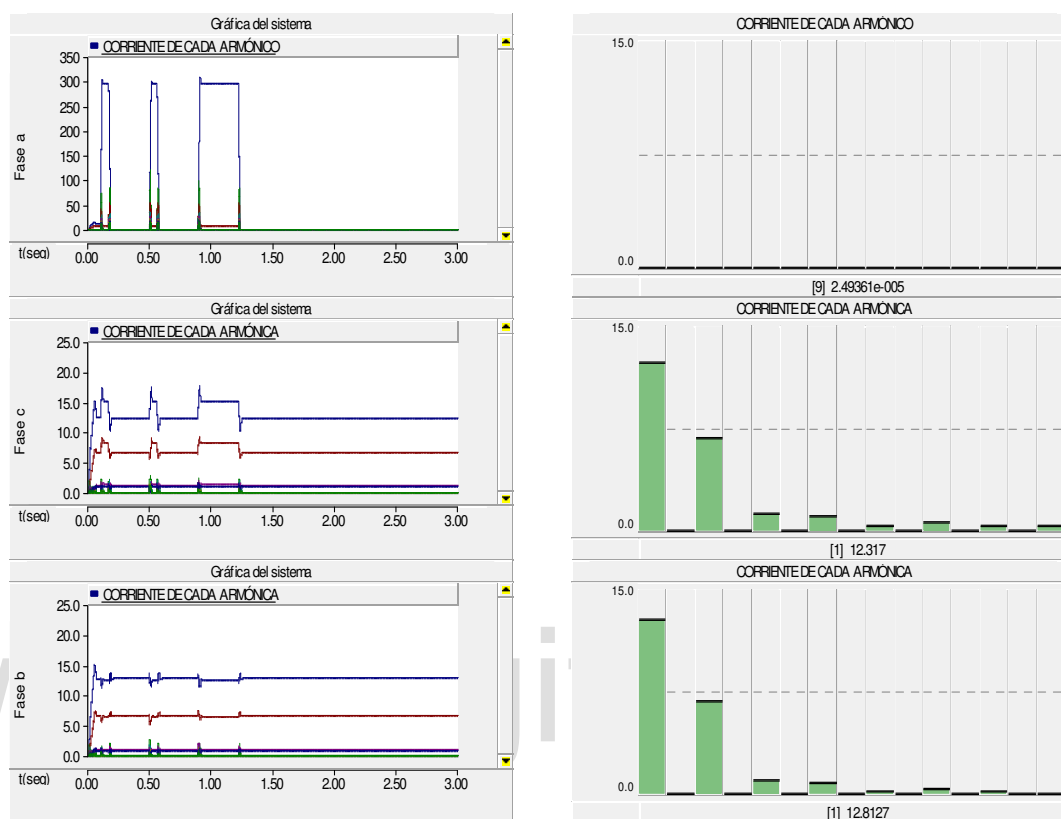 Gráfica del sistema
CORRIENTE DE CADA ARMÓNICO
350
300
250
200
150
100
50
0
Fase a
t(seg) 0.00 0.50 1.00 1.50 2.00 2.50 3.00
CORRIENTE DE CADA ARMÓNICO
15.0
0.0
[9] 2.49361e-005
Gráfica del sistema
CORRIENTE DE CADA ARMÓNICA
25.0
20.0
15.0
10.0
5.0
0.0
Fase c
t(seg) 0.00 0.50 1.00 1.50 2.00 2.50 3.00
CORRIENTE DE CADA ARMÓNICA
15.0
0.0
[1] 12.317
Gráfica del sistema
CORRIENTE DE CADA ARMÓNICA
25.0
20.0
15.0
10.0
5.0
0.0
Fase b
t(seg) 0.00 0.50 1.00 1.50 2.00 2.50 3.00
CORRIENTE DE CADA ARMÓNICA
15.0
0.0
[1] 12.8127